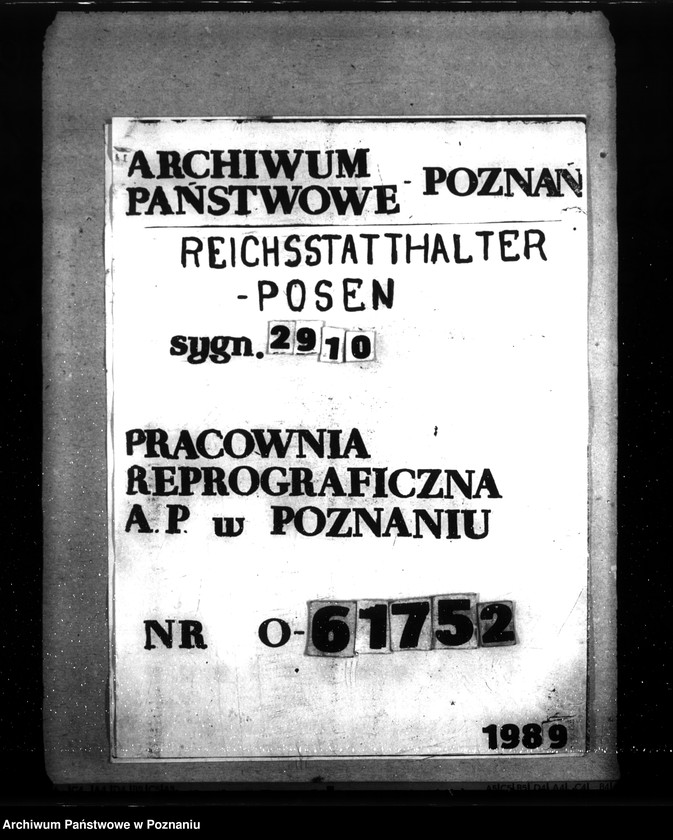 ARCHIWUM
PAŃSTWOWE - POZNAŃ
REICHSSTATTHALTER
-POSEN
sygn. 2910
PRACOWNIA
REPROGRAFICZNA
A.P. w POZNANIU
NR O-61752
1989
Archiwum Państwowe w Poznaniu